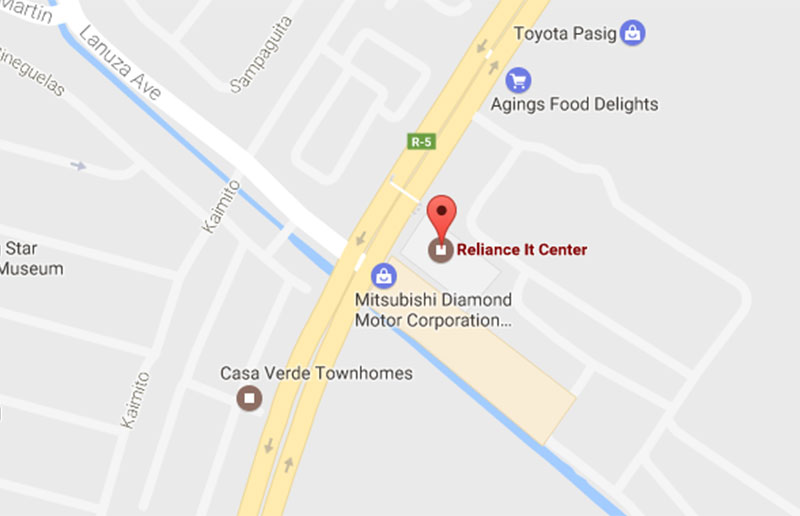 Martin
Lanuza Ave
Sampaguita
Toyota Pasig
Agings Food Delights
R-5
Kaimito
Reliance It Center
Star
Museum
Mitsubishi Diamond
Motor Corporation...
Casa Verde Townhomes
Kaimito